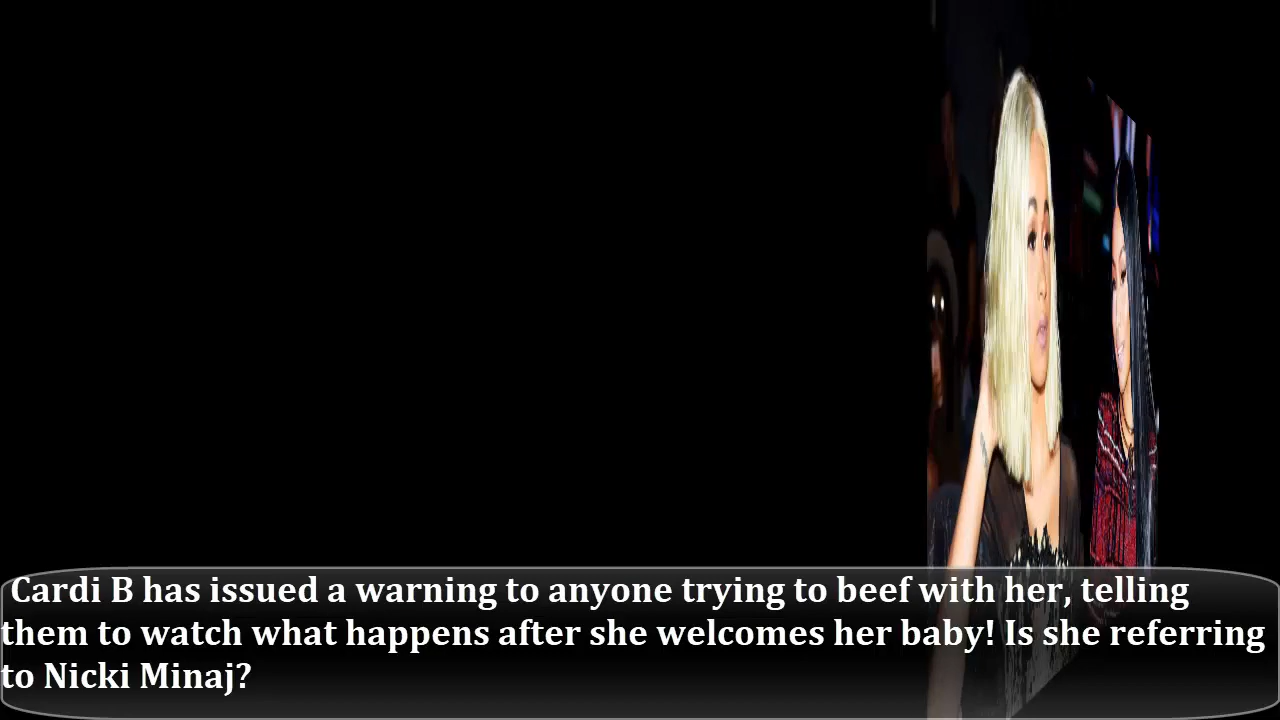 Cardi B has issued a warning to anyone trying to beef with her, telling
them to watch what happens after she welcomes her baby! Is she referring
to Nicki Minaj?